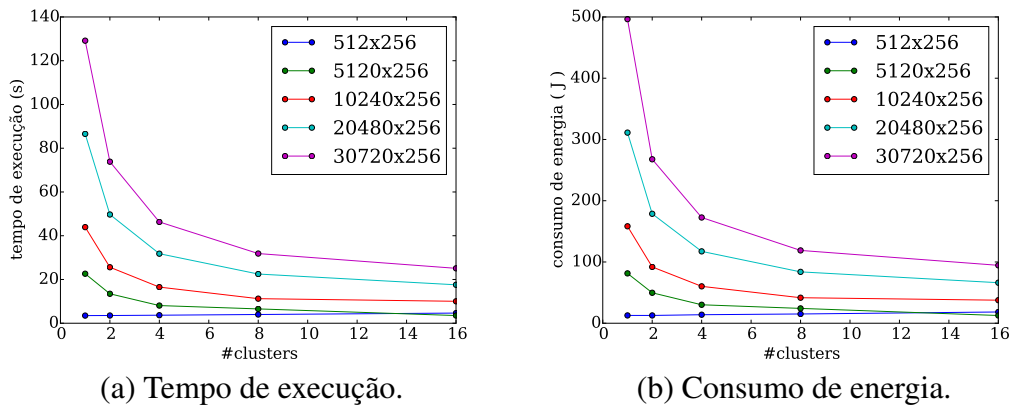 140
120
100
80
60
40
20
0
tempo de execução (s)
0 2 4 6 8 10 12 14 16
#clusters
512x256
5120x256
10240x256
20480x256
30720x256
(a) Tempo de execução.
500
400
300
200
100
0
consumo de energia ( J )
0 2 4 6 8 10 12 14 16
#clusters
512x256
5120x256
10240x256
20480x256
30720x256
(b) Consumo de energia.